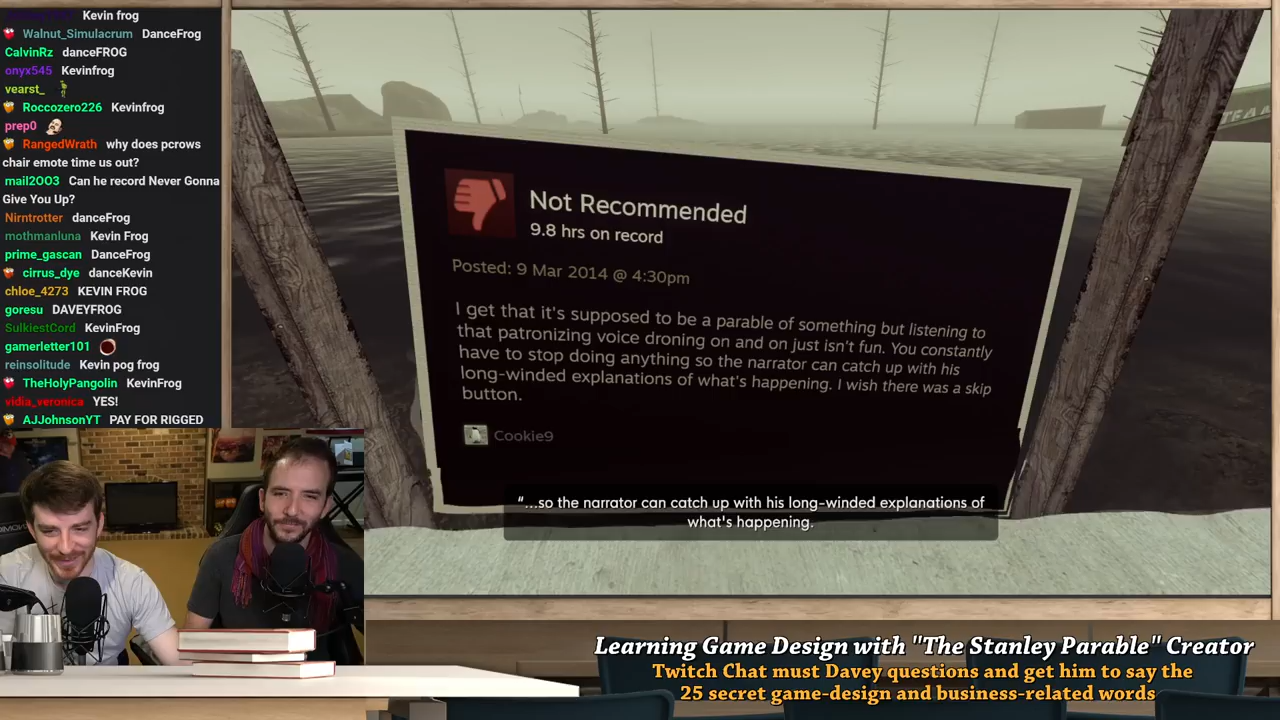 Kevin frog
Walnut_Simulacrum DanceFrog
CalvinRz danceFROG
onyx545 Kevinfrog
vearst_
Roccozero226 Kevinfrog
prep0
RangedWrath why does pcrows
chair emote time us out?
mail2OO3 Can he record Never Gonna
Give You Up?
Nirntrotter danceFrog
mothmanluna Kevin Frog
prime_gascan DanceFrog
cirrus_dye danceKevin
chloe_4273 KEVIN FROG
goresu DAVEYFROG
SulkiestCord KevinFrog
gamerletter101
reinsolitude Kevin pog frog
TheHolyPangolin KevinFrog
vidia_veronica YES!
AJJohnsonYT PAY FOR RIGGED
Not Recommended
9.8 hrs on record
Posted: 9 Mar 2014 @ 4:30pm
I get that it's supposed to be a parable of something but listening to
that patronizing voice droning on and on just isn't fun. You constantly
have to stop doing anything so the narrator can catch up with his
long-winded explanations of what's happening. I wish there was a skip
button.
Cookie9
"...so the narrator can catch up with his long-winded explanations of
what's happening.
Learning Game Design with "The Stanley Parable" Creator
Twitch Chat must Davey questions and get him to say the
25 secret game-design and business-related words